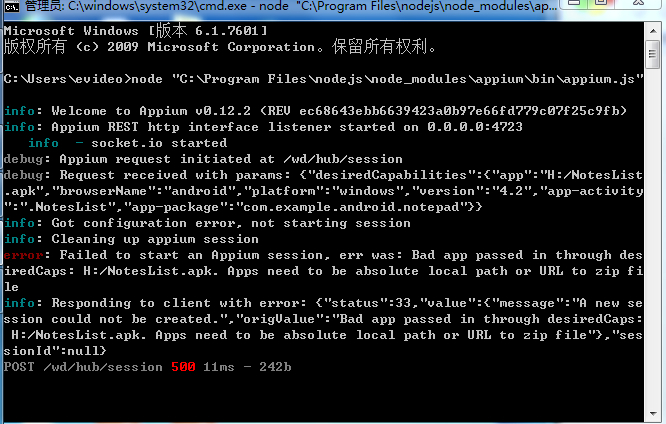 管理员: C:\windows\system32\cmd.exe - node  "C:\Program Files\nodejs\node_modules\ap...
Microsoft Windows [版本 6.1.7601]
版权所有 (c) 2009 Microsoft Corporation。保留所有权利。
C:\Users\evideo>node "C:\Program Files\nodejs\node_modules\appium\bin\appium.js"
info: Welcome to Appium v0.12.2 (REV ec68643ebb6639423a0b97e66fd779c07f25c9fb)
info: Appium REST http interface listener started on 0.0.0.0:4723
info  - socket.io started
debug: Appium request initiated at /wd/hub/session
debug: Request received with params: {"desiredCapabilities":{"app":"H:/NotesList
.apk","browserName":"android","platform":"windows","version":"4.2","app-activity
":".NotesList","app-package":"com.example.android.notepad"}}
info: Got configuration error, not starting session
info: Cleaning up appium session
error: Failed to start an Appium session, err was: Bad app passed in through des
iredCaps: H:/NotesList.apk. Apps need to be absolute local path or URL to zip fi
le
info: Responding to client with error: {"status":33,"value":{"message":"A new se
ssion could not be created.","origValue":"Bad app passed in through desiredCaps:
H:/NotesList.apk. Apps need to be absolute local path or URL to zip file"},"ses
sionId":null}
POST /wd/hub/session 500 11ms - 242b